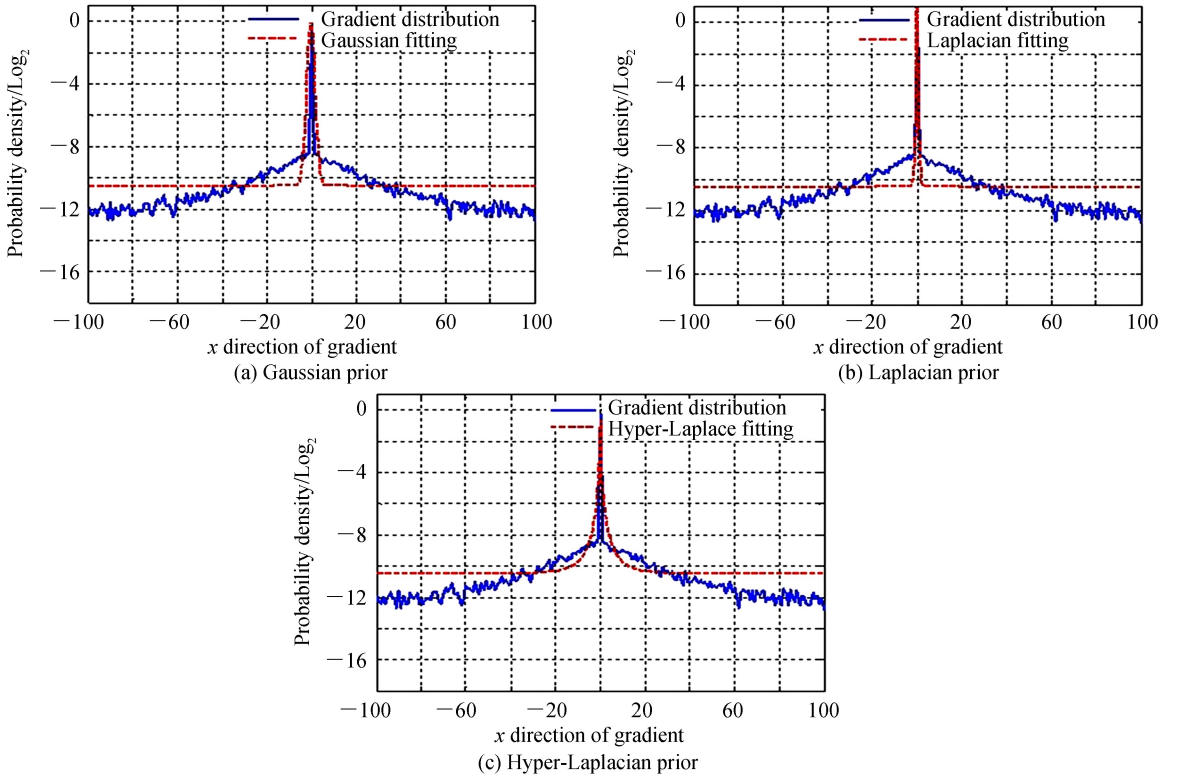 Gradient distribution
Gaussian fitting
Probability density/Log2
0
−4
−8
−12
−16
−100 −60 −20 20 60 100
x direction of gradient
(a) Gaussian prior
Gradient distribution
Laplacian fitting
Probability density/Log2
0
−4
−8
−12
−16
−100 −60 −20 20 60 100
x direction of gradient
(b) Laplacian prior
Gradient distribution
Hyper-Laplace fitting
Probability density/Log2
0
−4
−8
−12
−16
−100 −60 −20 20 60 100
x direction of gradient
(c) Hyper-Laplacian prior